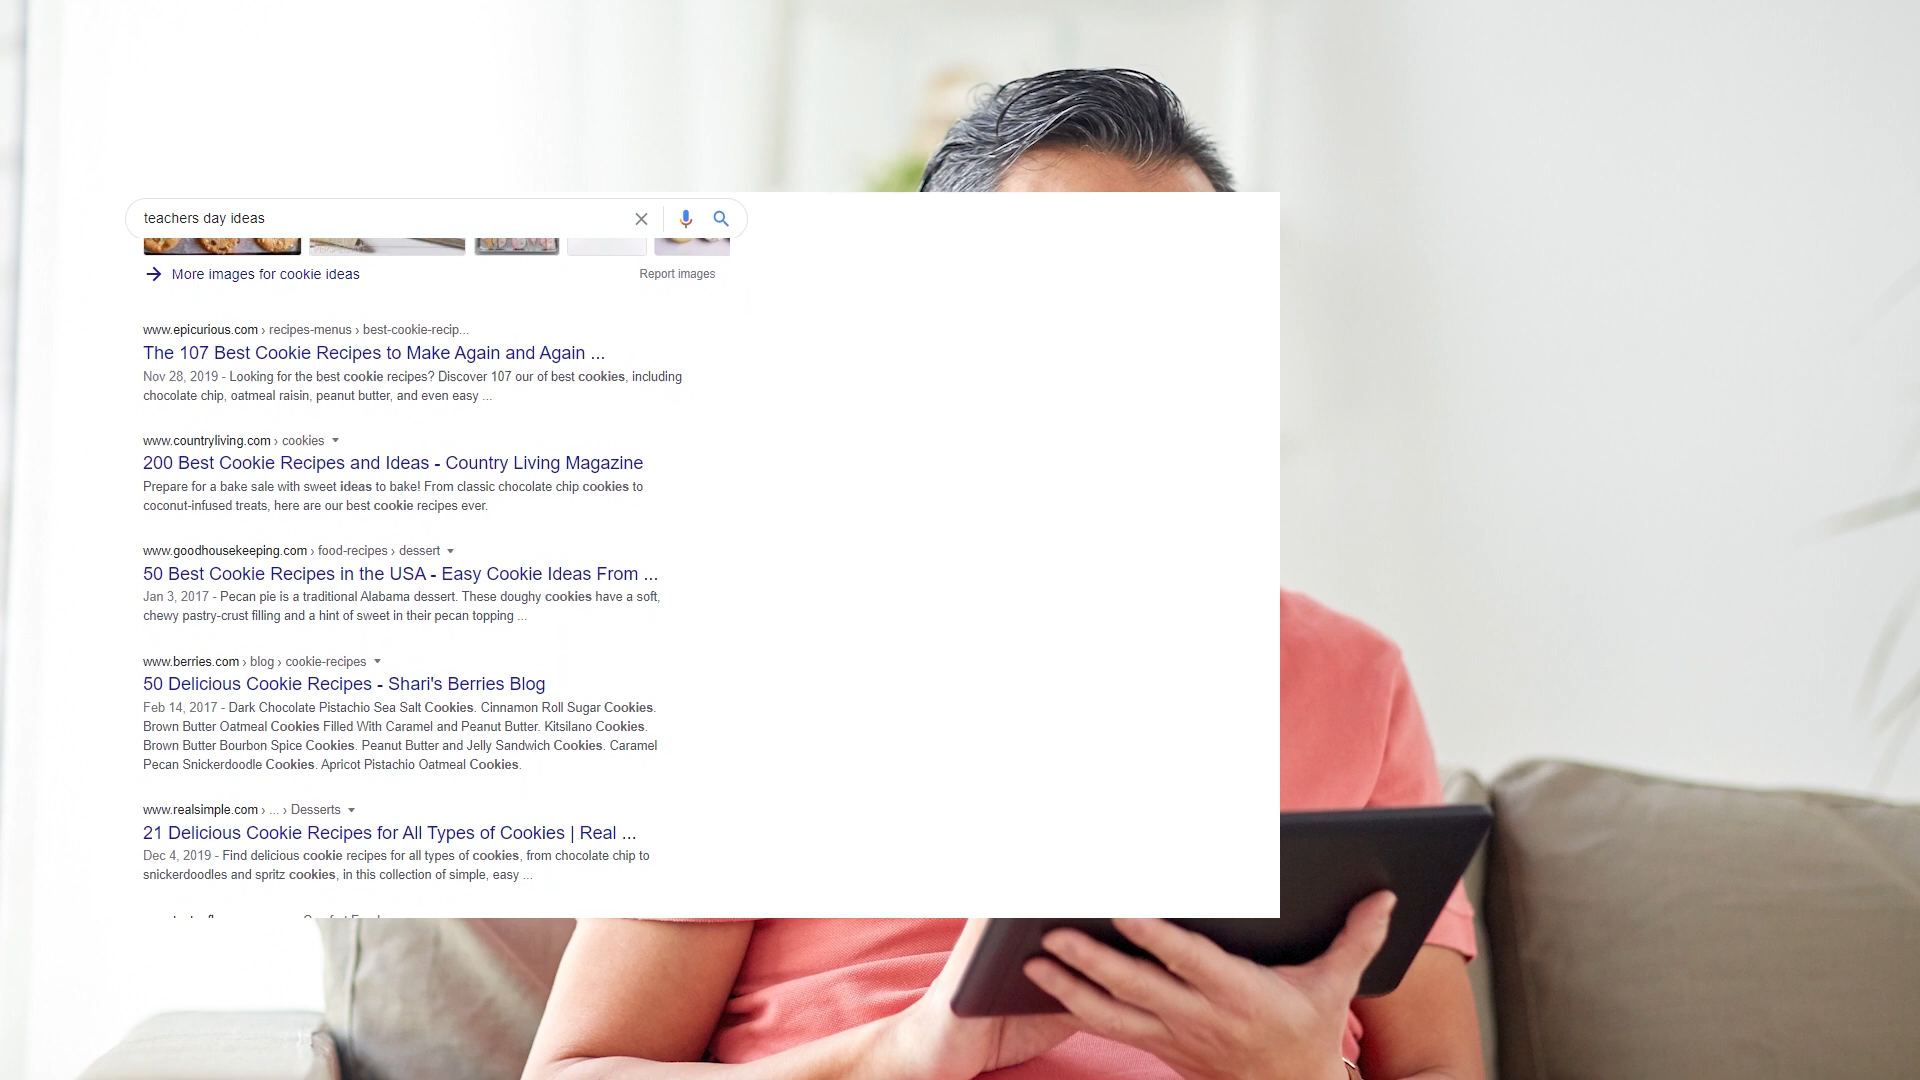 teachers day ideas
More images for cookie ideas
Report images
www.epicurious.com › recipes-menus › best-cookie-recip...
The 107 Best Cookie Recipes to Make Again and Again ...
Nov 28, 2019 - Looking for the best cookie recipes? Discover 107 our of best cookies, including
chocolate chip, oatmeal raisin, peanut butter, and even easy ...
www.countryliving.com › cookies
200 Best Cookie Recipes and Ideas - Country Living Magazine
Prepare for a bake sale with sweet ideas to bake! From classic chocolate chip cookies to
coconut-infused treats, here are our best cookie recipes ever.
www.goodhousekeeping.com › food-recipes › dessert
50 Best Cookie Recipes in the USA - Easy Cookie Ideas From ...
Jan 3, 2017 - Pecan pie is a traditional Alabama dessert. These doughy cookies have a soft,
chewy pastry-crust filling and a hint of sweet in their pecan topping ...
www.berries.com › blog › cookie-recipes
50 Delicious Cookie Recipes - Shari's Berries Blog
Feb 14, 2017 - Dark Chocolate Pistachio Sea Salt Cookies. Cinnamon Roll Sugar Cookies.
Brown Butter Oatmeal Cookies Filled With Caramel and Peanut Butter. Kitsilano Cookies.
Brown Butter Bourbon Spice Cookies. Peanut Butter and Jelly Sandwich Cookies. Caramel
Pecan Snickerdoodle Cookies. Apricot Pistachio Oatmeal Cookies.
www.realsimple.com › ... › Desserts
21 Delicious Cookie Recipes for All Types of Cookies | Real ...
Dec 4, 2019 - Find delicious cookie recipes for all types of cookies, from chocolate chip to
snickerdoodles and spritz cookies, in this collection of simple, easy ...